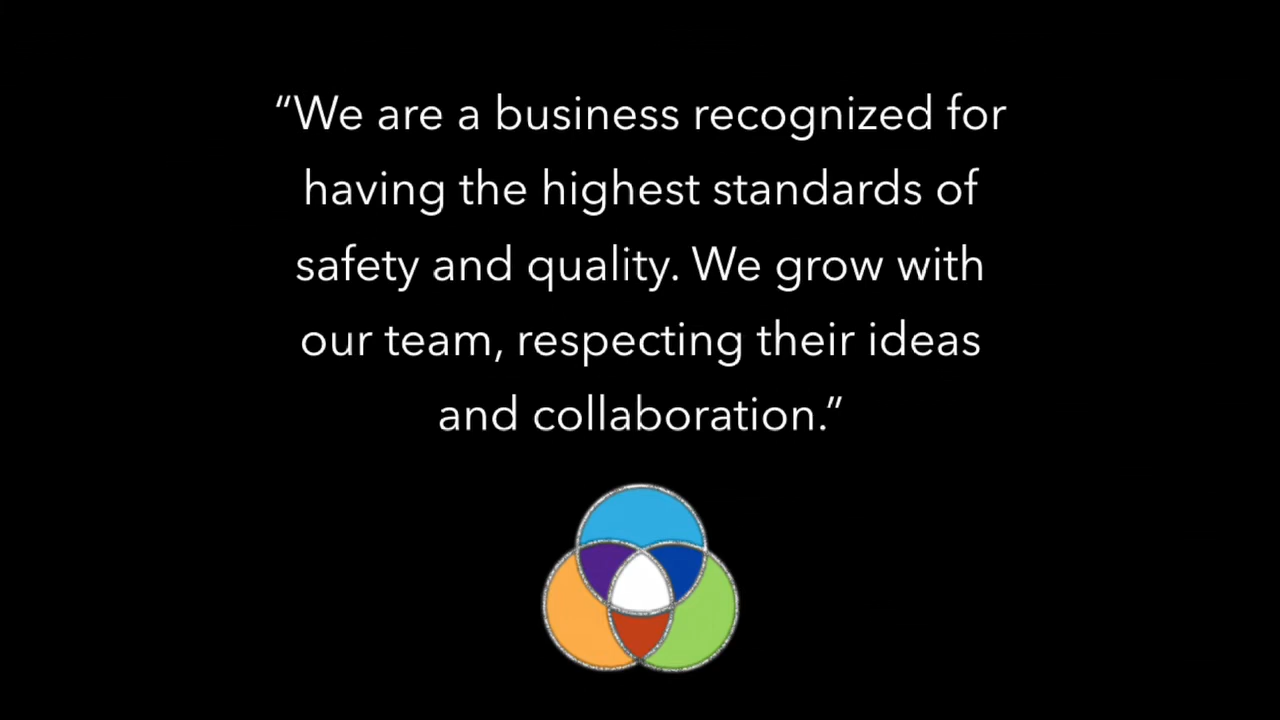 “We are a business recognized for
having the highest standards of
safety and quality. We grow with
our team, respecting their ideas
and collaboration.”